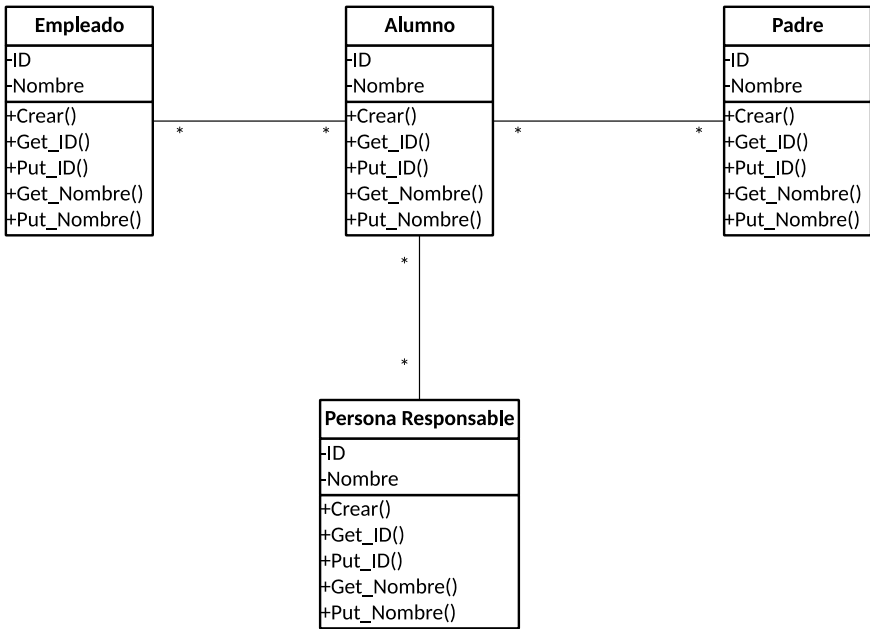 Empleado
-ID
-Nombre
+Crear()
+Get_ID()
+Put_ID()
+Get_Nombre()
+Put_Nombre()
*
*
Alumno
-ID
-Nombre
+Crear()
+Get_ID()
+Put_ID()
+Get_Nombre()
+Put_Nombre()
*
*
Padre
-ID
-Nombre
+Crear()
+Get_ID()
+Put_ID()
+Get_Nombre()
+Put_Nombre()
*
*
Persona Responsable
-ID
-Nombre
+Crear()
+Get_ID()
+Put_ID()
+Get_Nombre()
+Put_Nombre()